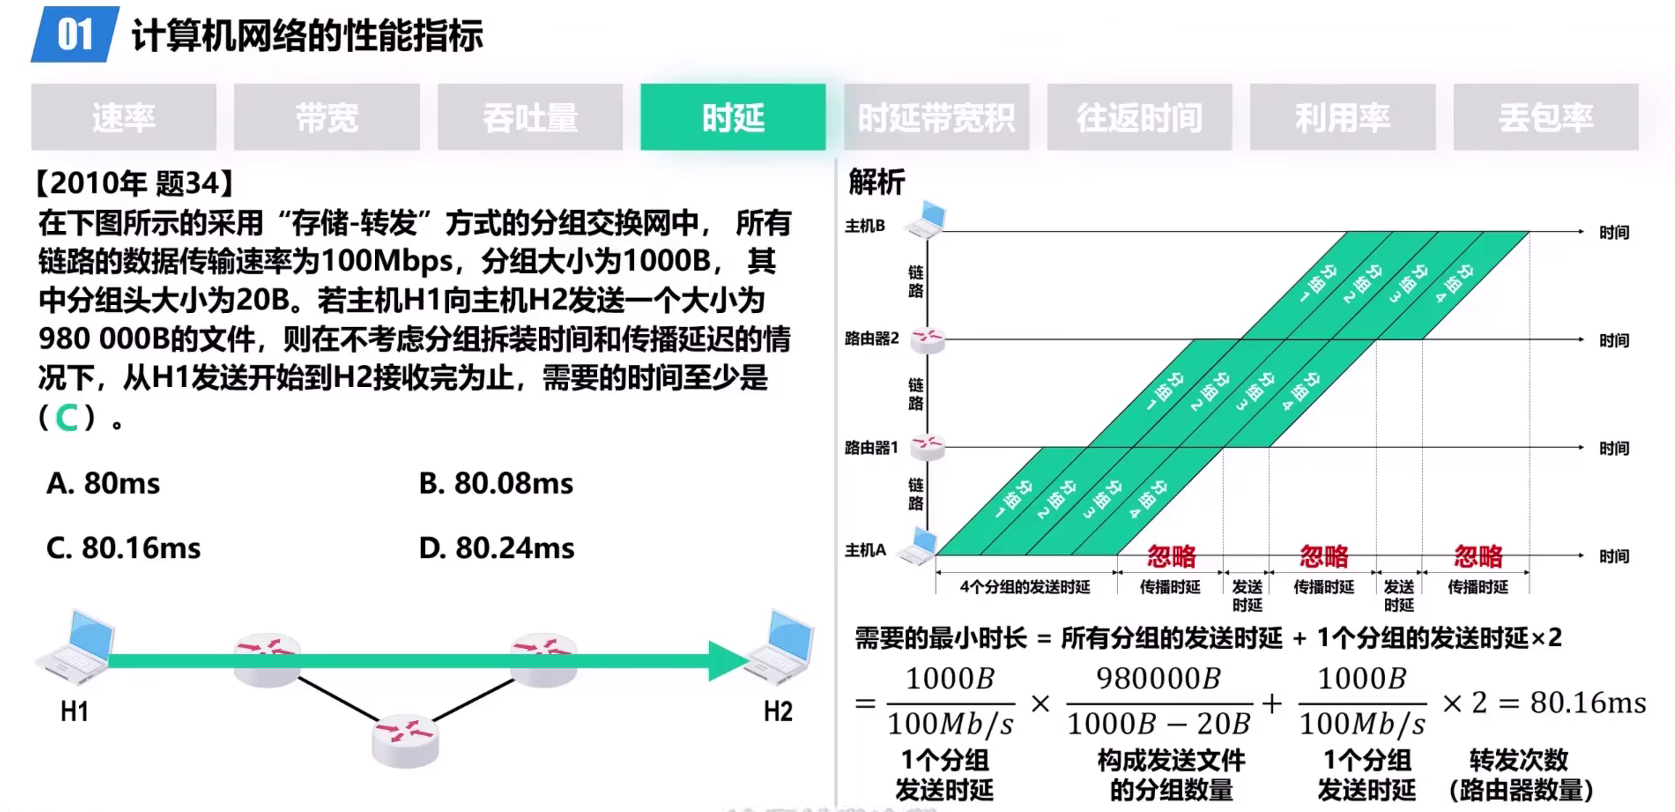 01 计算机网络的性能指标
速率 带宽 吞吐量 时延 时延带宽积 往返时间 利用率 丢包率
【2010年 题34】
在下图所示的采用“存储-转发”方式的分组交换网中， 所有
链路的数据传输速率为100Mbps，分组大小为1000B， 其
中分组头大小为20B。若主机H1向主机H2发送一个大小为
980 000B的文件，则在不考虑分组拆装时间和传播延迟的情
况下，从H1发送开始到H2接收完为止，需要的时间至少是
（ C ）。
A. 80ms B. 80.08ms
C. 80.16ms D. 80.24ms
H1 H2
解析
主机B 时间
链路 分组1 分组2 分组3 分组4
路由器2 时间
链路 分组1 分组2 分组3 分组4
路由器1 时间
链路 分组1 分组2 分组3 分组4
主机A 忽略 忽略 忽略 时间
4个分组的发送时延 传播时延 发送时延 传播时延 发送时延 传播时延
需要的最小时长 = 所有分组的发送时延 + 1个分组的发送时延×2
= 1000B/100Mb/s × 980000B/1000B − 20B + 1000B/100Mb/s × 2 = 80.16ms
1个分组 构成发送文件 1个分组 转发次数
发送时延 的分组数量 发送时延 （路由器数量）